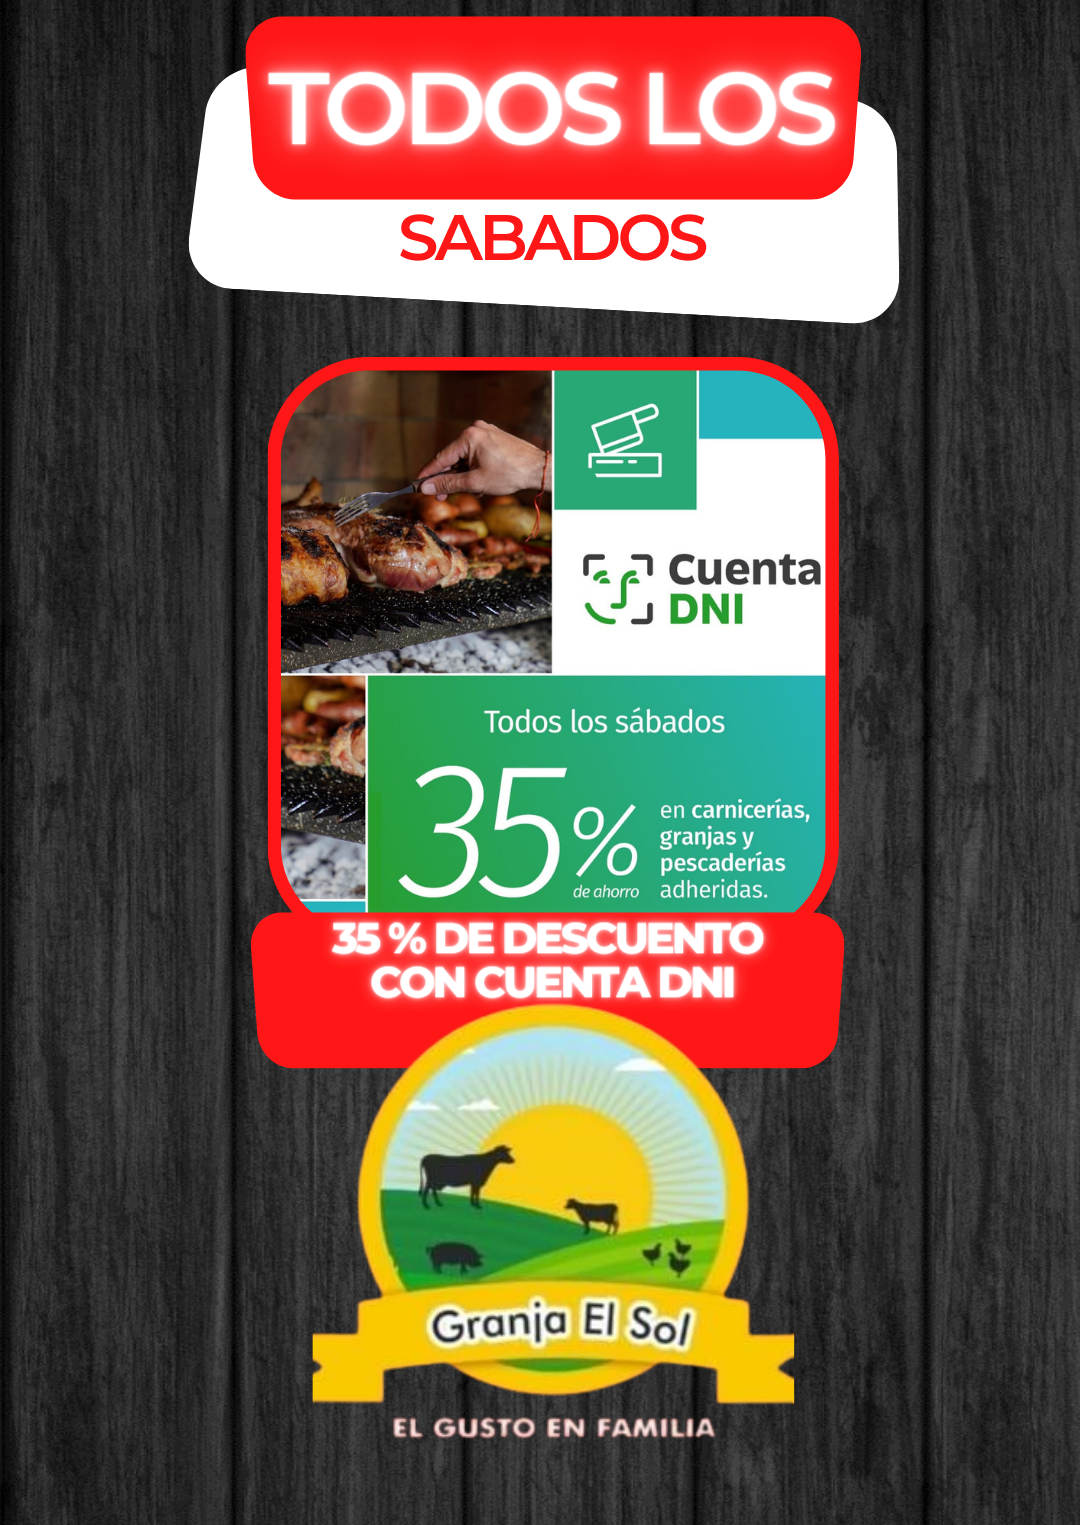 TODOS LOS
SABADOS
Cuenta
DNI
Todos los sábados
35%
de ahorro
en carnicerías,
granjas y
pescaderías
adheridas.
35 % DE DESCUENTO
CON CUENTA DNI
Granja El Sol
EL GUSTO EN FAMILIA